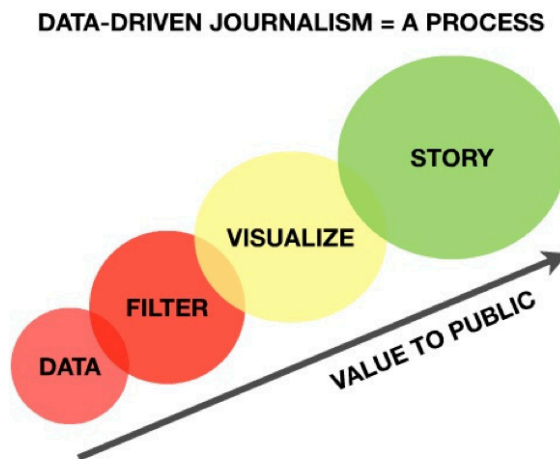 DATA-DRIVEN JOURNALISM = A PROCESS
STORY
VISUALIZE
FILTER
DATA
VALUE TO PUBLIC